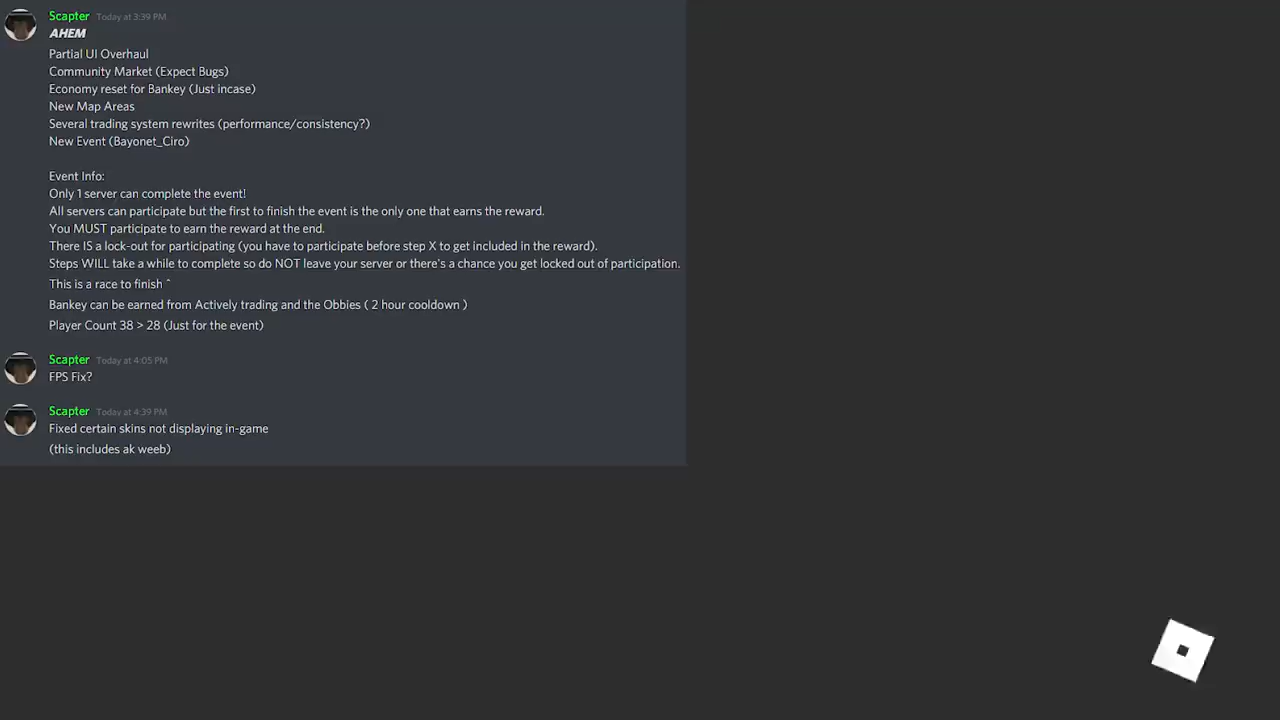 Scapter Today at 3:39 PM
AHEM
Partial UI Overhaul
Community Market (Expect Bugs)
Economy reset for Bankey (Just incase)
New Map Areas
Several trading system rewrites (performance/consistency?)
New Event (Bayonet_Ciro)
Event Info:
Only 1 server can complete the event!
All servers can participate but the first to finish the event is the only one that earns the reward.
You MUST participate to earn the reward at the end.
There IS a lock-out for participating (you have to participate before step X to get included in the reward).
Steps WILL take a while to complete so do NOT leave your server or there's a chance you get locked out of participation.
This is a race to finish ^
Bankey can be earned from Actively trading and the Obbies ( 2 hour cooldown )
Player Count 38 > 28 (Just for the event)
Scapter Today at 4:05 PM
FPS Fix?
Scapter Today at 4:39 PM
Fixed certain skins not displaying in-game
(this includes ak weeb)